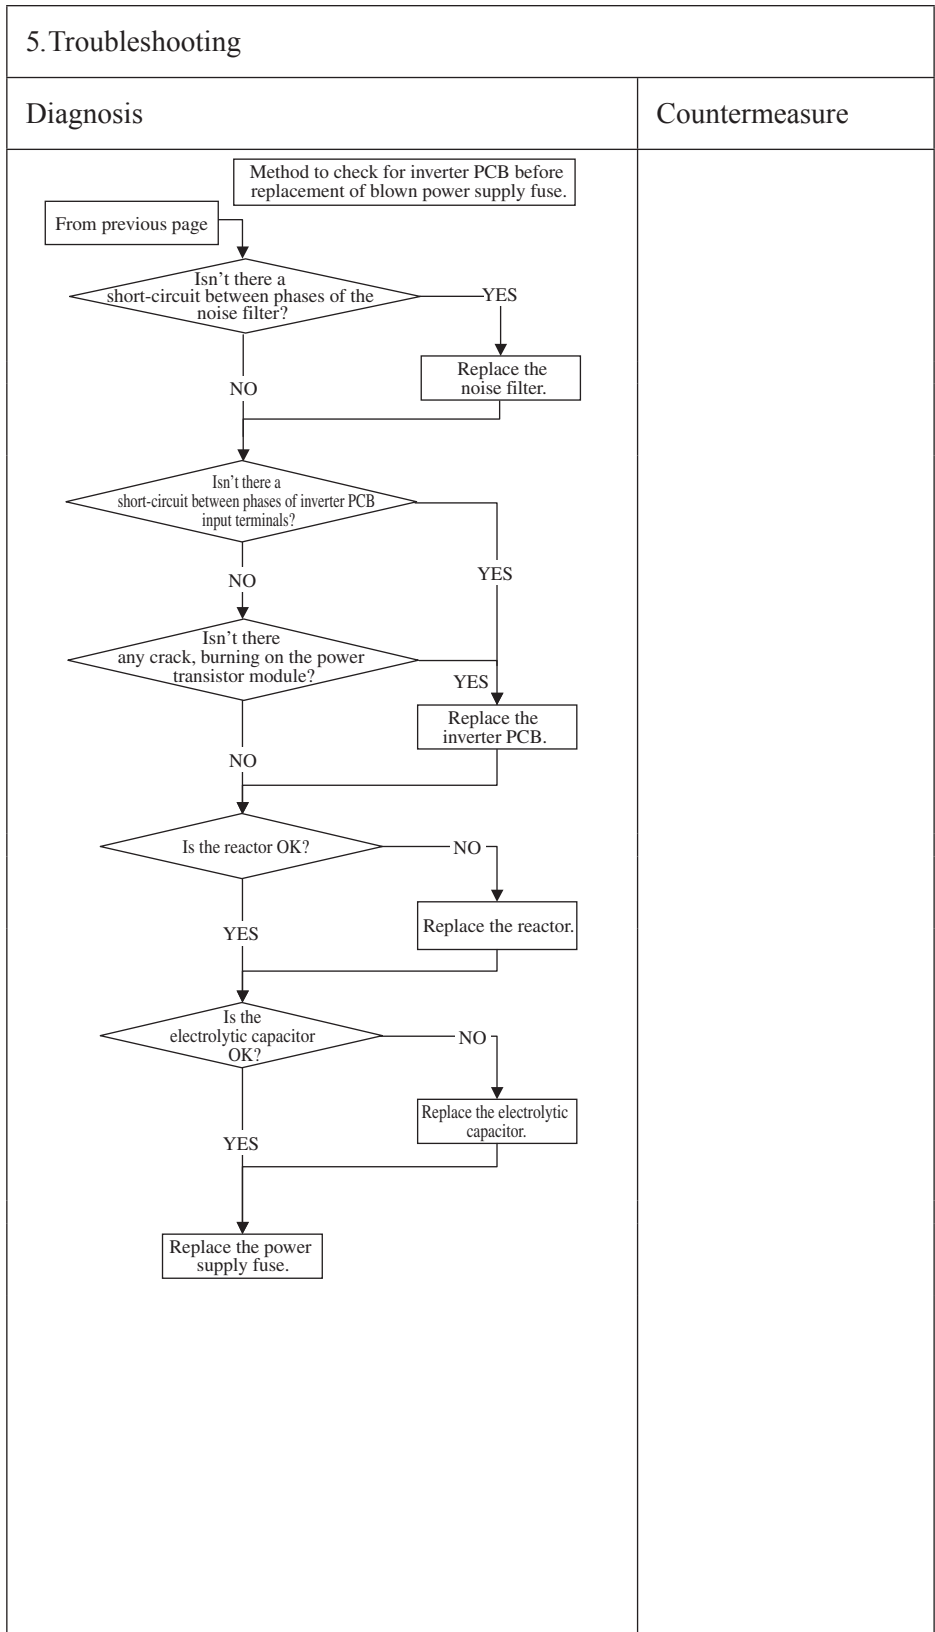 5.Troubleshooting
Diagnosis
Countermeasure
Method to check for inverter PCB before
replacement of blown power supply fuse.
From previous page
Isn't there a
short-circuit between phases of the
noise filter?
YES
Replace the
noise filter.
NO
Isn't there a
short-circuit between phases of inverter PCB
input terminals?
YES
NO
Isn't there
any crack, burning on the power
transistor module?
YES
Replace the
inverter PCB.
NO
Is the reactor OK?
NO
Replace the reactor.
YES
Is the
electrolytic capacitor
OK?
NO
Replace the electrolytic
capacitor.
YES
Replace the power
supply fuse.